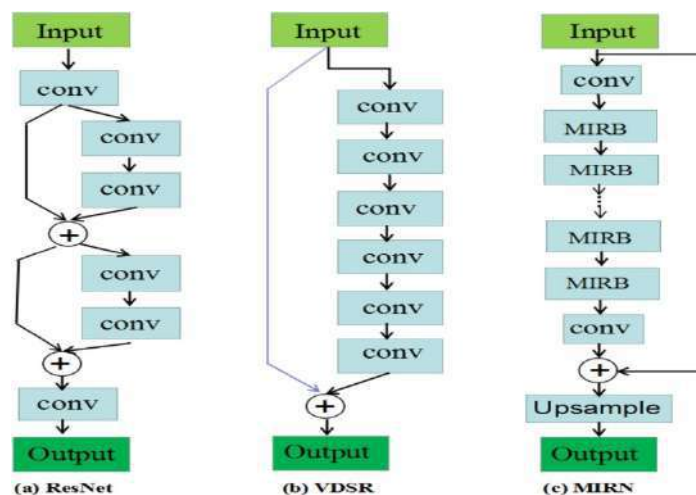 Input
conv
conv
conv
+
conv
conv
+
conv
Output
(a) ResNet
Input
conv
conv
conv
conv
conv
conv
+
Output
(b) VDSR
Input
conv
MIRB
MIRB
MIRB
MIRB
conv
+
Upsample
Output
(c) MIRN